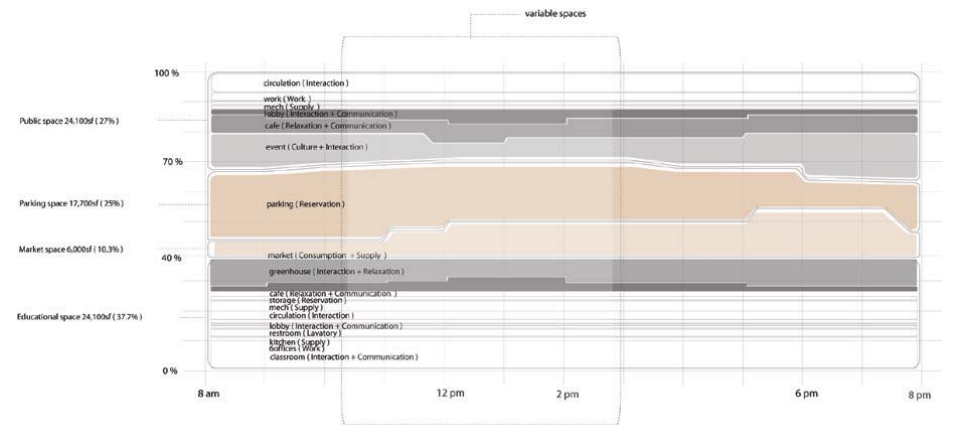 variable spaces
100 %
circulation ( Interaction )
work ( Work )
mech ( Supply )
lobby ( Interaction + Communication )
Public space 24,100sf ( 27% )
cafe ( Relaxation + Communication )
event ( Culture + Interaction )
70 %
Parking space 17,700sf ( 25% )
parking ( Reservation )
Market space 6,000sf ( 10.3% )
market ( Consumption + Supply )
40 %
greenhouse ( Interaction + Relaxation )
cafe ( Relaxation + Communication )
storage ( Reservation )
mech ( Supply )
Educational space 24,100sf ( 37.7% )
circulation ( Interaction )
lobby ( Interaction + Communication )
restroom ( Lavatory )
kitchen ( Supply )
( Work )
classroom ( Interaction + Communication )
0 %
8 am
12 pm
2 pm
6 pm
8 pm